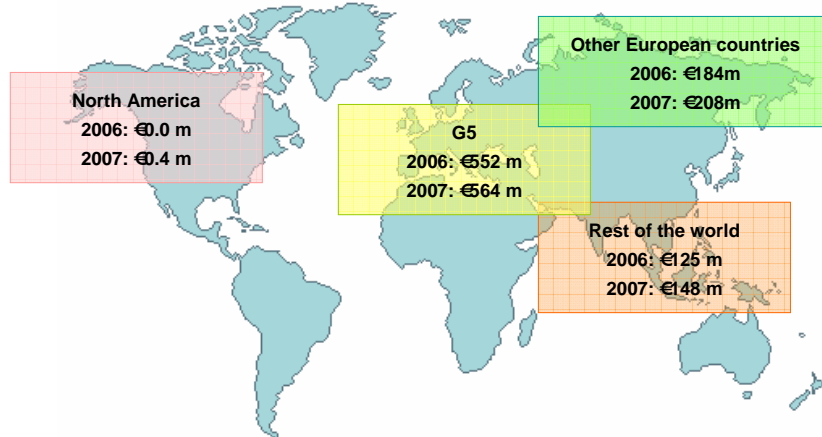 Other European countries
2006: €184m
2007: €208m
North America
2006: €0.0 m
2007: €0.4 m
G5
2006: €552 m
2007: €564 m
Rest of the world
2006: €125 m
2007: €148 m